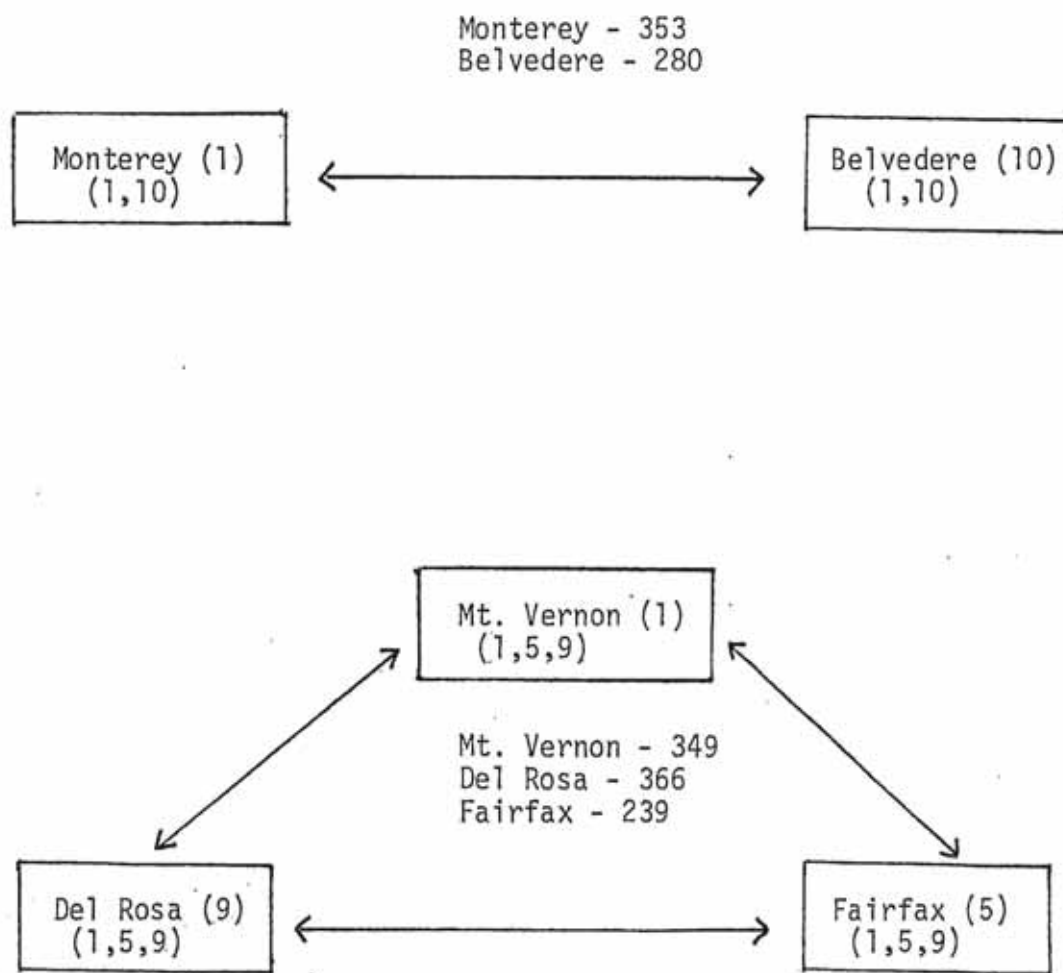 Monterey - 353
Belvedere - 280
Monterey (1)
(1,10)
Belvedere (10)
(1,10)
Mt. Vernon (1)
(1,5,9)
Mt. Vernon - 349
Del Rosa - 366
Fairfax - 239
Del Rosa (9)
(1,5,9)
Fairfax (5)
(1,5,9)